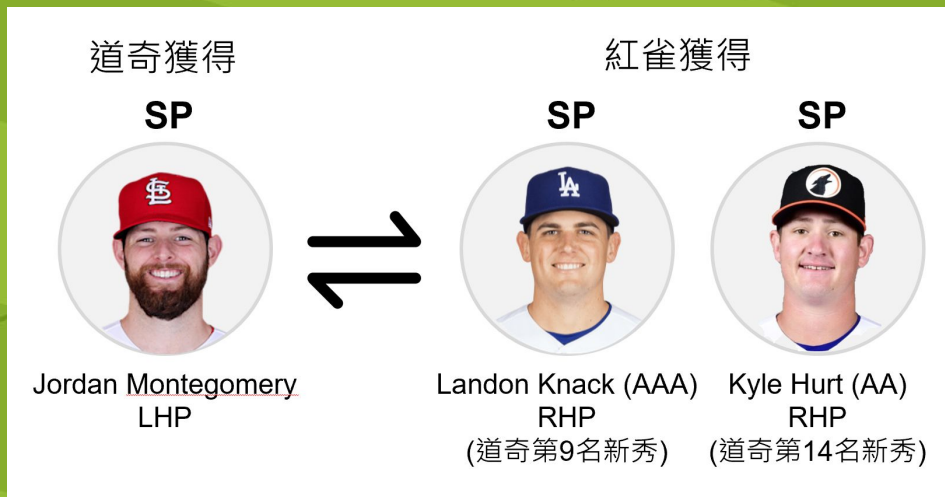 道奇獲得
紅雀獲得
SP
SP
SP
Jordan Montegomery
LHP
Landon Knack (AAA)
RHP
(道奇第9名新秀)
Kyle Hurt (AA)
RHP
(道奇第14名新秀)